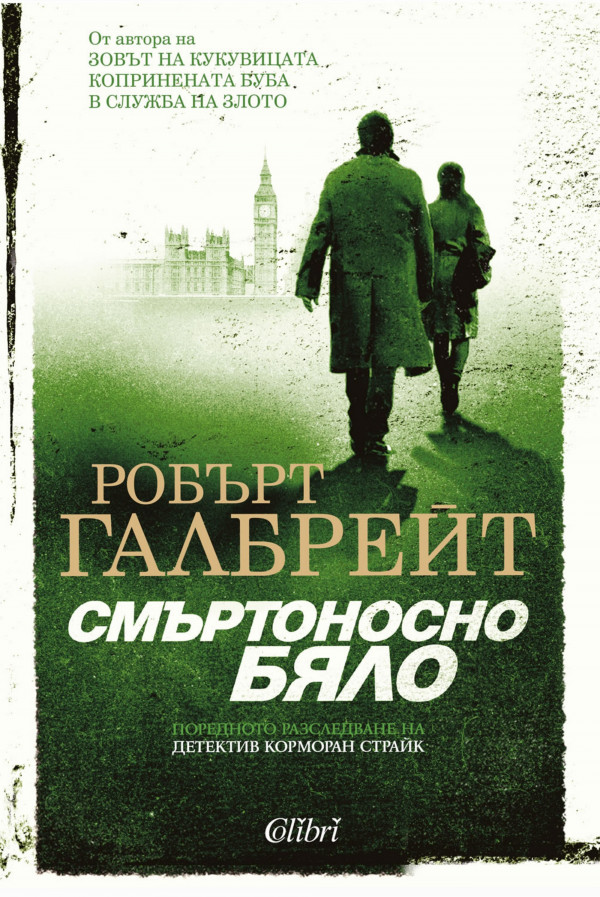 От автора на
ЗОВЪТ НА КУКУВИЦАТА
КОПРИНЕНАТА БУБА
В СЛУЖБА НА ЗЛОТО
РОБЪРТ
ГАЛБРЕЙТ
СМЪРТОНОСНО
БЯЛО
ПОРЕДНОТО РАЗСЛЕДВАНЕ НА
ДЕТЕКТИВ КОРМОРАН СТРАЙК
Colibri